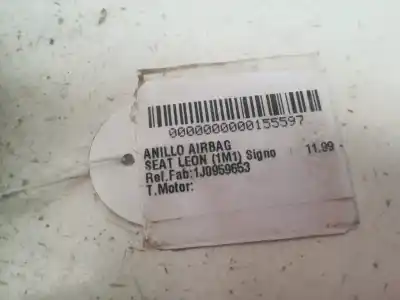 0000000000155597
ANILLO AIRBAG
SEAT LEON (1M1) Signo 11.99 -
Ref.Fab:1J0959653
T.Motor: